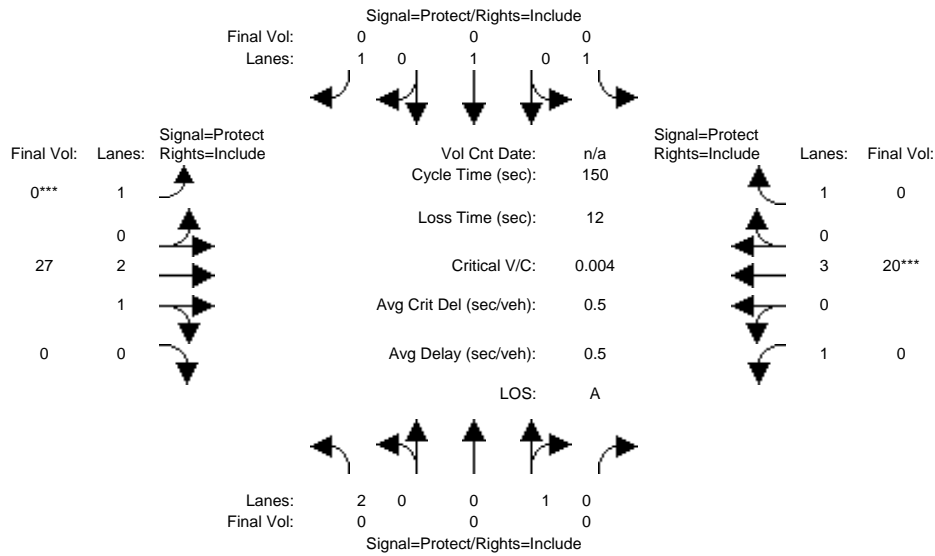 Signal=Protect/Rights=Include
Final Vol: 0 0 0
Lanes: 1 0 1 0 1
Signal=Protect
Final Vol: Lanes: Rights=Include
Vol Cnt Date: n/a
Signal=Protect
Rights=Include Lanes: Final Vol:
Cycle Time (sec): 150
0*** 1
1 0
Loss Time (sec): 12
0
0
27 2
Critical V/C: 0.004
3 20***
1
Avg Crit Del (sec/veh): 0.5
0
0 0
Avg Delay (sec/veh): 0.5
1 0
LOS: A
Lanes: 2 0 0 1 0
Final Vol: 0 0 0
Signal=Protect/Rights=Include